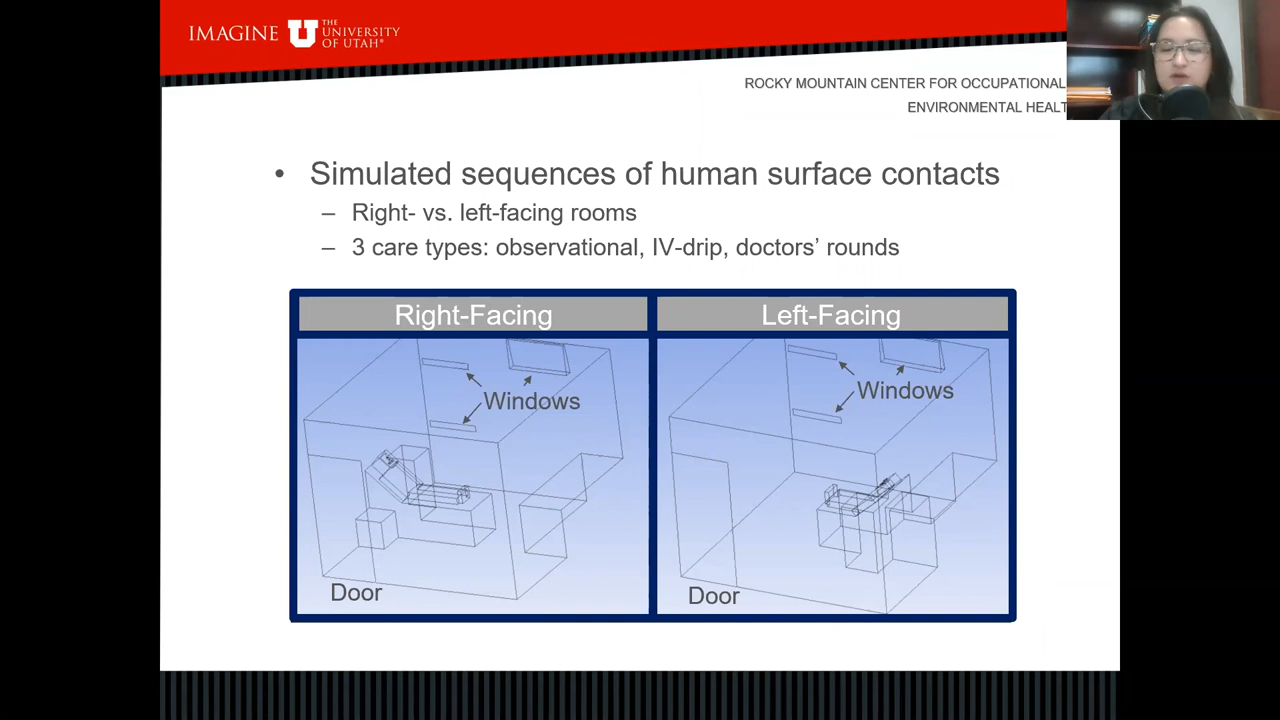 IMAGINE
THE
UNIVERSITY
OF UTAH®
ROCKY MOUNTAIN CENTER FOR OCCUPATIONAL
ENVIRONMENTAL HEALT
• Simulated sequences of human surface contacts
– Right- vs. left-facing rooms
– 3 care types: observational, IV-drip, doctors’ rounds
Right-Facing
Left-Facing
Windows
Windows
Door
Door